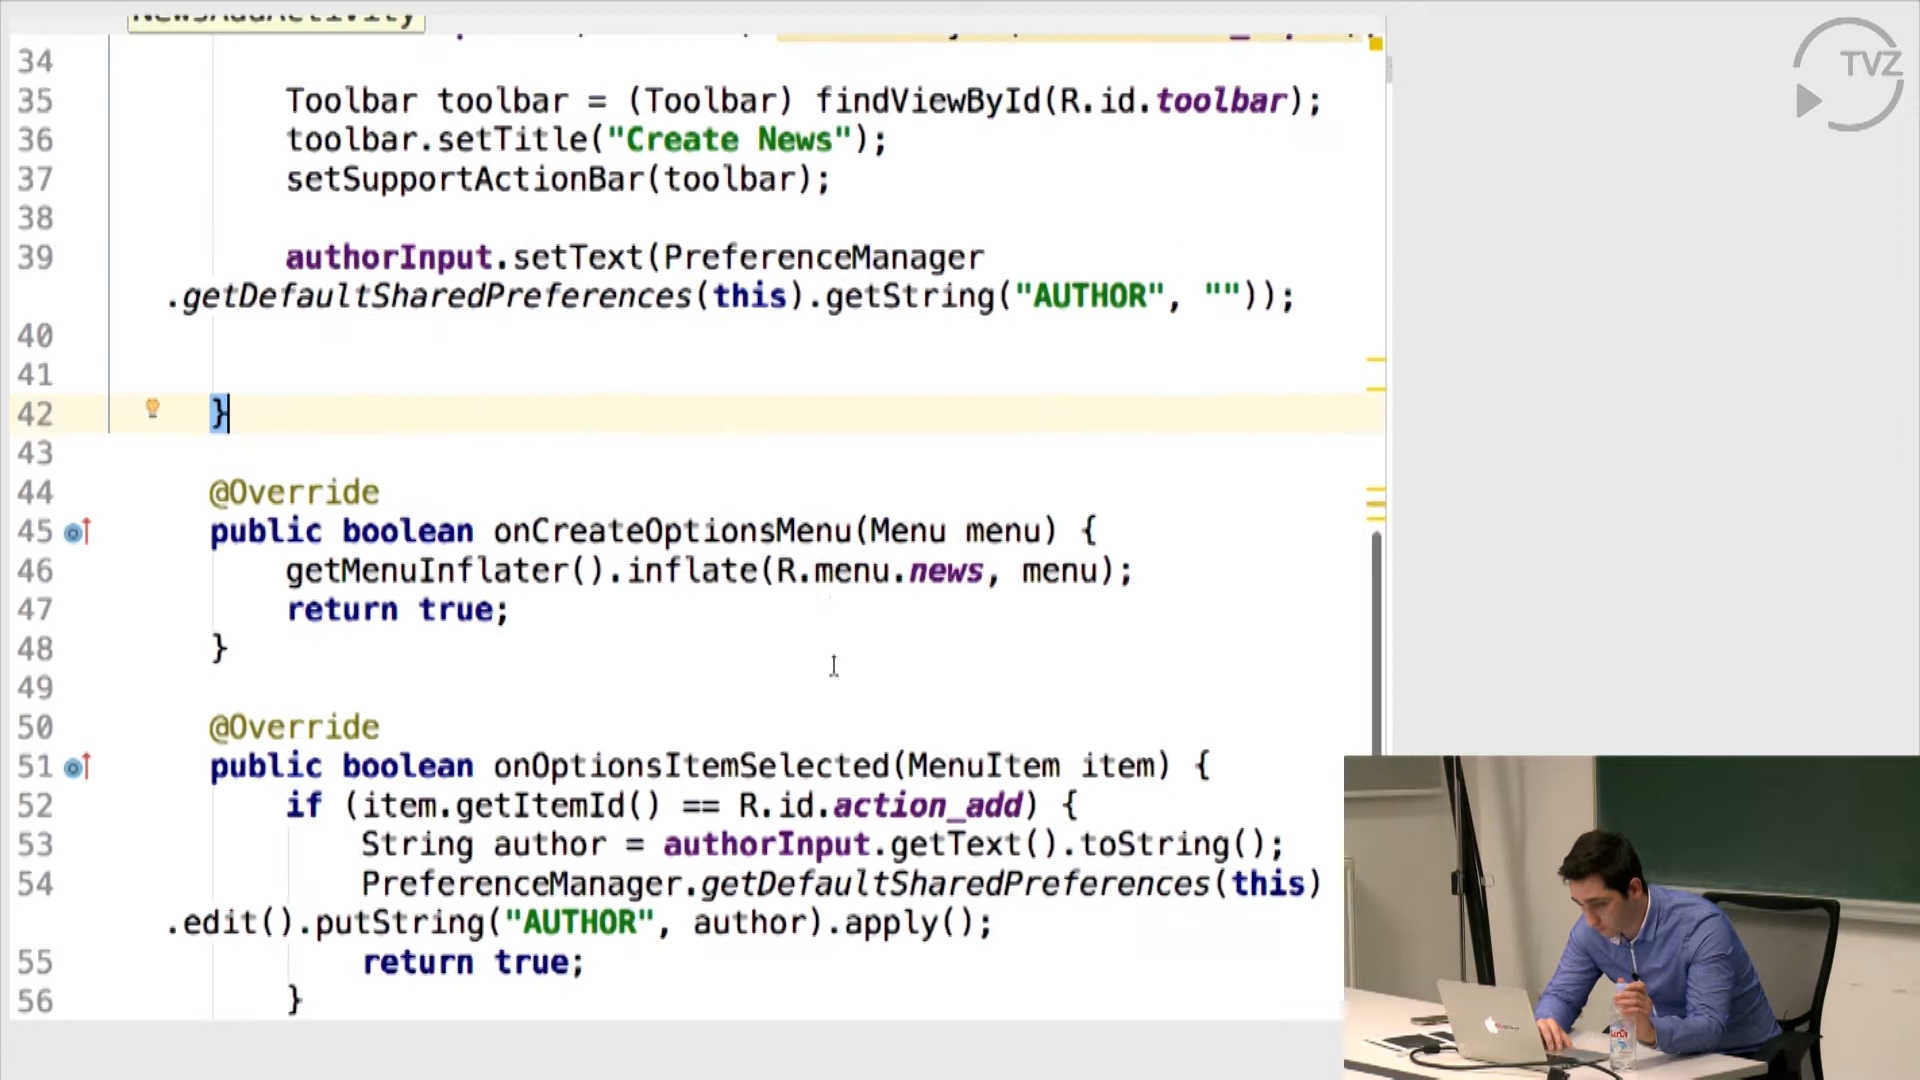 NewsAddActivity
34
35 Toolbar toolbar = (Toolbar) findViewById(R.id.toolbar);
36 toolbar.setTitle("Create News");
37 setSupportActionBar(toolbar);
38
39 authorInput.setText(PreferenceManager
.getDefaultSharedPreferences(this).getString("AUTHOR", ""));
40
41
42 }
43
44 @Override
45 public boolean onCreateOptionsMenu(Menu menu) {
46 getMenuInflater().inflate(R.menu.news, menu);
47 return true;
48 }
49
50 @Override
51 public boolean onOptionsItemSelected(MenuItem item) {
52 if (item.getItemId() == R.id.action_add) {
53 String author = authorInput.getText().toString();
54 PreferenceManager.getDefaultSharedPreferences(this)
.edit().putString("AUTHOR", author).apply();
55 return true;
56 }
TVZ